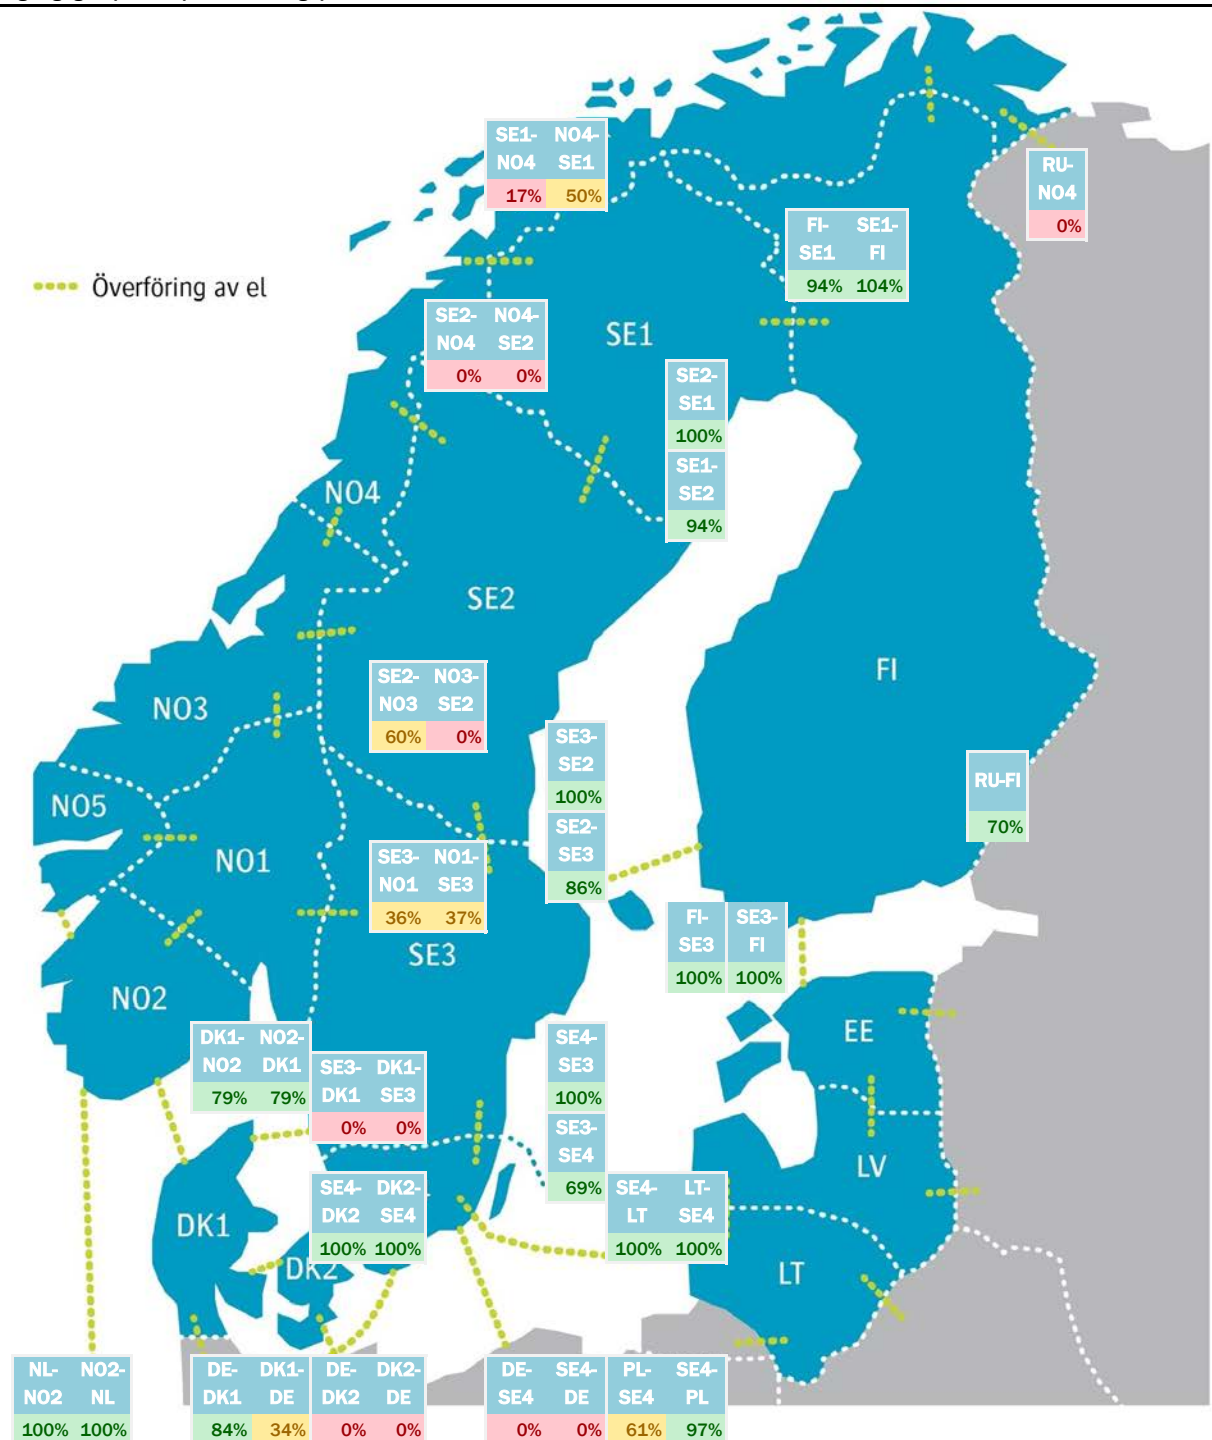 SE1- NO4-
NO4 SE1
17% 50%
RU-
NO4
0%
FI- SE1-
SE1 FI
94% 104%
Överföring av el
SE2- NO4-
NO4 SE2
0% 0%
SE1
SE2-
SE1
100%
SE1-
SE2
94%
NO4
SE2
FI
SE2- NO3-
NO3 SE2
60% 0%
NO3
SE3-
SE2
100%
SE2-
SE3
86%
RU-FI
70%
NO5
NO1
SE3- NO1-
NO1 SE3
36% 37%
SE3
FI- SE3-
SE3 FI
100% 100%
NO2
DK1- NO2-
NO2 DK1
79% 79%
SE3- DK1-
DK1 SE3
0% 0%
SE4-
SE3
100%
SE3-
SE4
69%
EE
LV
SE4- DK2-
DK2 SE4
100% 100%
SE4- LT-
LT SE4
100% 100%
DK1
DK2
LT
NL- NO2-
NO2 NL
100% 100%
DE- DK1- DE- DK2-
DK1 DE DK2 DE
84% 34% 0% 0%
DE- SE4- PL- SE4-
SE4 DE SE4 PL
0% 0% 61% 97%